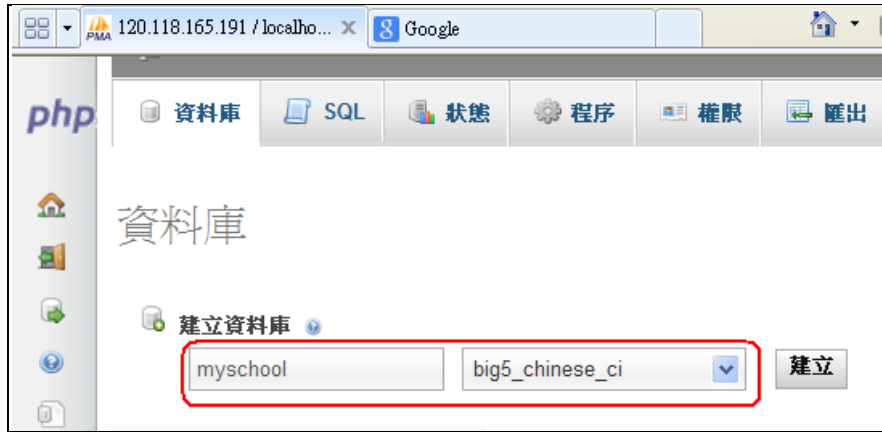 PMA 120.118.165.191 / localho... X 8 Google
php
資料庫 SQL 狀態 程序 權限 匯出
資料庫
建立資料庫
myschool big5_chinese_ci 建立